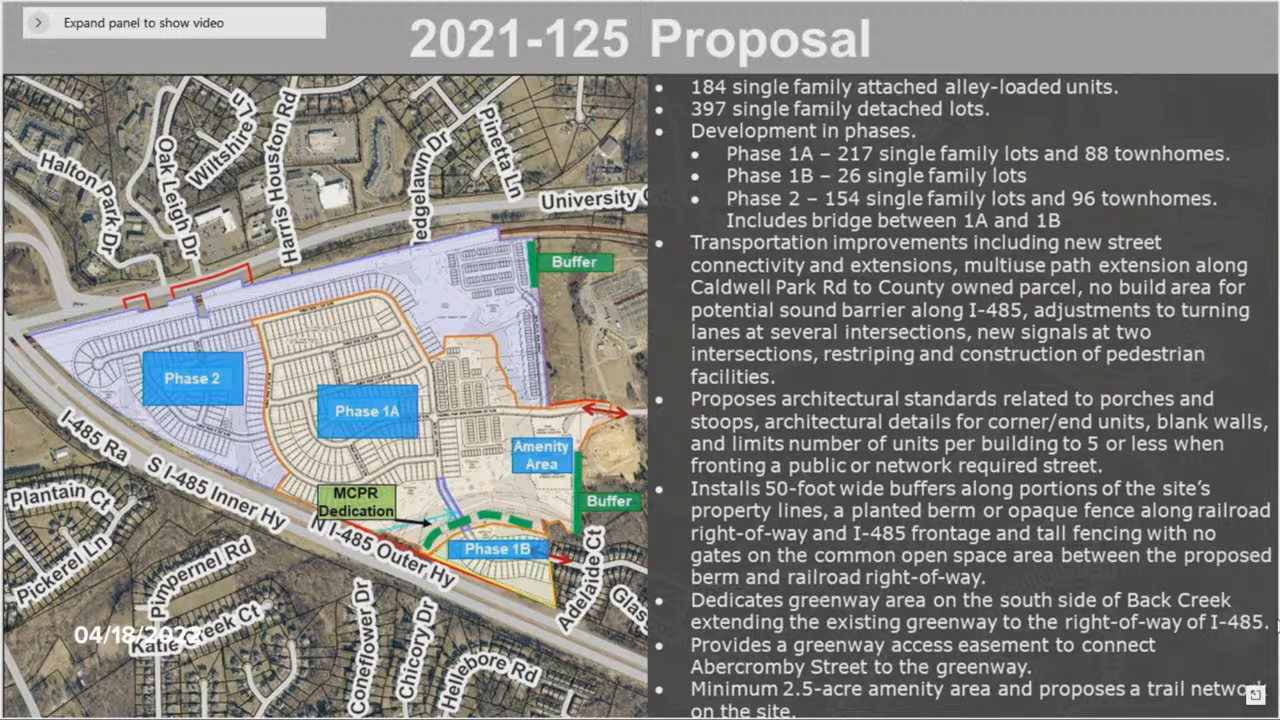 Expand panel to show video
2021-125 Proposal
Halton Park Dr
Oak Leigh Dr
Wiltshire
Harris Houston Rd
Pinetta Ln
University
Buffer
Phase 2
Phase 1A
Amenity
Area
MCPR
Dedication
Buffer
Phase 1B
I-485 Ra
S I-485 Inner Hy
N I-485 Outer Hy
Plantain Ct
Pickerel Ln
Pimpernel Rd
Katie Creek Ct
Coneflower Dr
Chicory Dr
Hellebore Rd
Adelaide Ct
04/18/2022
• 184 single family attached alley-loaded units.
• 397 single family detached lots.
• Development in phases.
• Phase 1A – 217 single family lots and 88 townhomes.
• Phase 1B – 26 single family lots
• Phase 2 – 154 single family lots and 96 townhomes.
Includes bridge between 1A and 1B
• Transportation improvements including new street
connectivity and extensions, multiuse path extension along
Caldwell Park Rd to County owned parcel, no build area for
potential sound barrier along I-485, adjustments to turning
lanes at several intersections, new signals at two
intersections, restriping and construction of pedestrian
facilities.
• Proposes architectural standards related to porches and
stoops, architectural details for corner/end units, blank walls,
and limits number of units per building to 5 or less when
fronting a public or network required street.
• Installs 50-foot wide buffers along portions of the site's
property lines, a planted berm or opaque fence along railroad
right-of-way and I-485 frontage and tall fencing with no
gates on the common open space area between the proposed
berm and railroad right-of-way.
• Dedicates greenway area on the south side of Back Creek
extending the existing greenway to the right-of-way of I-485.
• Provides a greenway access easement to connect
Abercromby Street to the greenway.
• Minimum 2.5-acre amenity area and proposes a trail network
on the site.